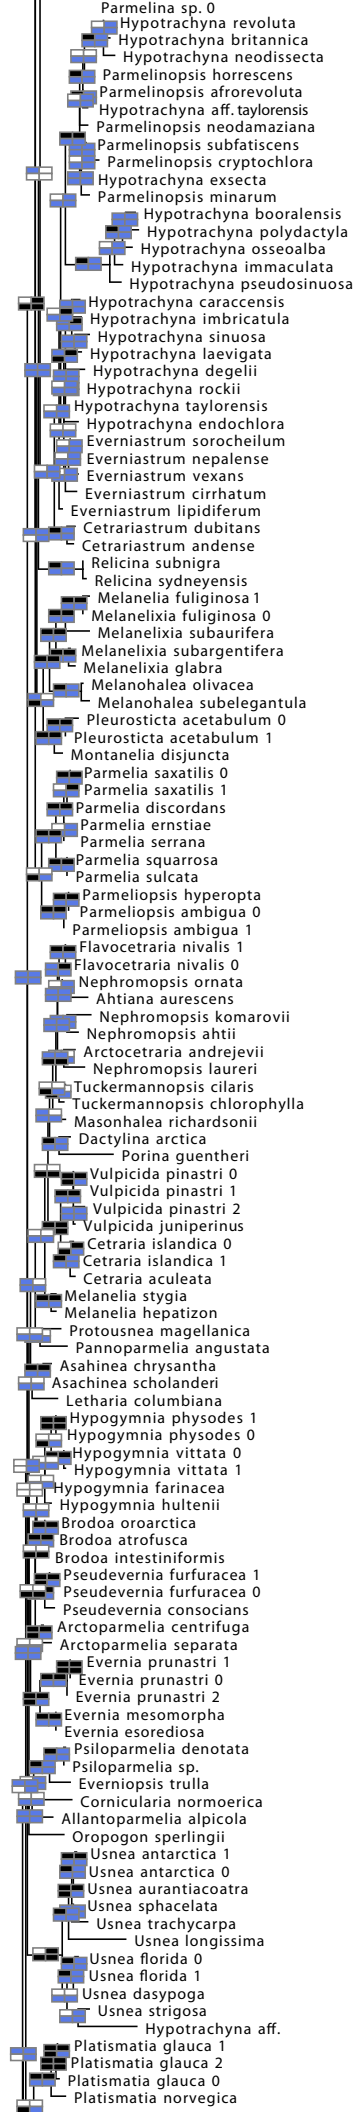 Parmelina sp. 0
Hypotrachyna revoluta
Hypotrachyna britannica
Hypotrachyna neodissecta
Parmelinopsis horrescens
Parmelinopsis afrorevoluta
Hypotrachyna aff. taylorensis
Parmelinopsis neodamaziana
Parmelinopsis subfatiscens
Parmelinopsis cryptochlora
Hypotrachyna exsecta
Parmelinopsis minarum
Hypotrachyna booralensis
Hypotrachyna polydactyla
Hypotrachyna osseoalba
Hypotrachyna immaculata
Hypotrachyna pseudosinuosa
Hypotrachyna caraccensis
Hypotrachyna imbricatula
Hypotrachyna sinuosa
Hypotrachyna laevigata
Hypotrachyna degelii
Hypotrachyna rockii
Hypotrachyna taylorensis
Hypotrachyna endochlora
Everniastrum sorocheilum
Everniastrum nepalense
Everniastrum vexans
Everniastrum cirrhatum
Everniastrum lipidiferum
Cetrariastrum dubitans
Cetrariastrum andense
Relicina subnigra
Relicina sydneyensis
Melanelia fuliginosa 1
Melanelixia fuliginosa 0
Melanelixia subaurifera
Melanelixia subargentifera
Melanelixia glabra
Melanohalea olivacea
Melanohalea subelegantula
Pleurosticta acetabulum 0
Pleurosticta acetabulum 1
Montanelia disjuncta
Parmelia saxatilis 0
Parmelia saxatilis 1
Parmelia discordans
Parmelia ernstiae
Parmelia serrana
Parmelia squarrosa
Parmelia sulcata
Parmeliopsis hyperopta
Parmeliopsis ambigua 0
Parmeliopsis ambigua 1
Flavocetraria nivalis 1
Flavocetraria nivalis 0
Nephromopsis ornata
Ahtiana aurescens
Nephromopsis komarovii
Nephromopsis ahtii
Arctocetraria andrejevii
Nephromopsis laureri
Tuckermannopsis cilaris
Tuckermannopsis chlorophylla
Masonhalea richardsonii
Dactylina arctica
Porina guentheri
Vulpicida pinastri 0
Vulpicida pinastri 1
Vulpicida pinastri 2
Vulpicida juniperinus
Cetraria islandica 0
Cetraria islandica 1
Cetraria aculeata
Melanelia stygia
Melanelia hepatizon
Protousnea magellanica
Pannoparmelia angustata
Asahinea chrysantha
Asachinea scholanderi
Letharia columbiana
Hypogymnia physodes 1
Hypogymnia physodes 0
Hypogymnia vittata 0
Hypogymnia vittata 1
Hypogymnia farinacea
Hypogymnia hultenii
Brodoa oroarctica
Brodoa atrofusca
Brodoa intestiniformis
Pseudevernia furfuracea 1
Pseudevernia furfuracea 0
Pseudevernia consocians
Arctoparmelia centrifuga
Arctoparmelia separata
Evernia prunastri 1
Evernia prunastri 0
Evernia prunastri 2
Evernia mesomorpha
Evernia esorediosa
Psiloparmelia denotata
Psiloparmelia sp.
Everniopsis trulla
Cornicularia normoerica
Allantoparmelia alpicola
Oropogon sperlingii
Usnea antarctica 1
Usnea antarctica 0
Usnea aurantiacoatra
Usnea sphacelata
Usnea trachycarpa
Usnea longissima
Usnea florida 0
Usnea florida 1
Usnea dasypoga
Usnea strigosa
Hypotrachyna aff.
Platismatia glauca 1
Platismatia glauca 2
Platismatia glauca 0
Platismatia norvegica